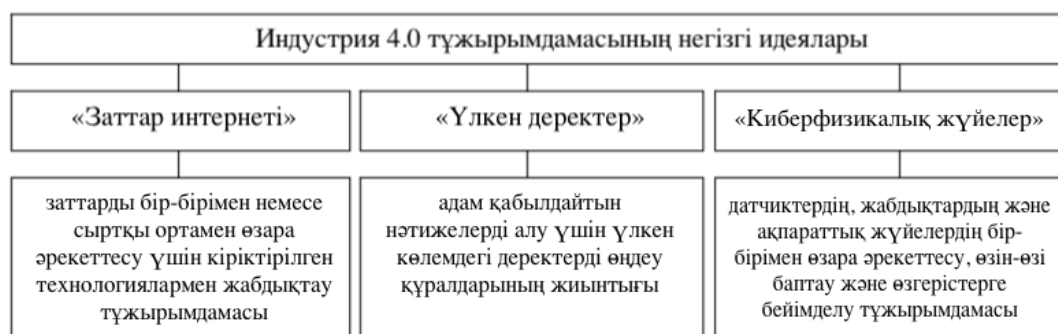 Индустрия 4.0 тұжырымдамасының негізгі идеялары
«Заттар интернеті»
«Үлкен деректер»
«Киберфизикалық жүйелер»
заттарды бір-бірімен немесе
сыртқы ортамен өзара
әрекеттесу үшін кіріктірілген
технологиялармен жабдықтау
тұжырымдамасы
адам қабылдайтын
нәтижелерді алу үшін үлкен
көлемдегі деректерді өңдеу
құралдарының жиынтығы
датчиктердің, жабдықтардың және
ақпараттық жүйелердің бір-
бірімен өзара әрекеттесу, өзін-өзі
баптау және өзгерістерге
бейімделу тұжырымдамасы